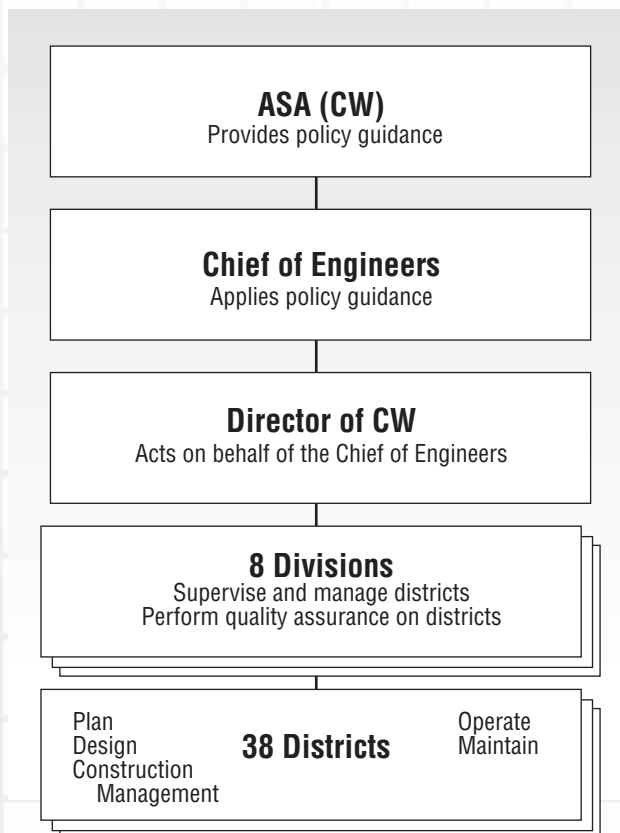 ASA (CW)
Provides policy guidance
Chief of Engineers
Applies policy guidance
Director of CW
Acts on behalf of the Chief of Engineers
8 Divisions
Supervise and manage districts
Perform quality assurance on districts
Plan
Design
Construction
Management
38 Districts
Operate
Maintain